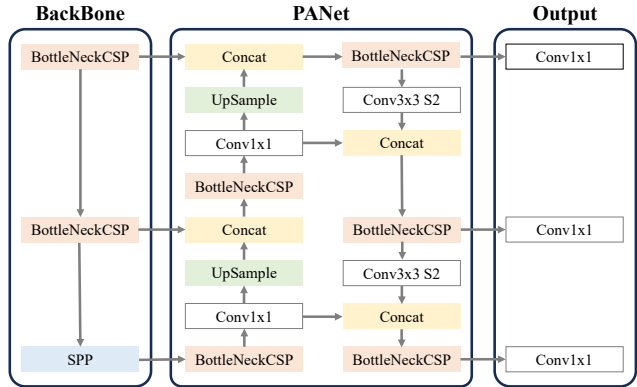 BackBone
PANet
Output
BottleNeckCSP
Concat
BottleNeckCSP
Conv1x1
UpSample
Conv3x3 S2
Conv1x1
Concat
BottleNeckCSP
BottleNeckCSP
Concat
BottleNeckCSP
Conv1x1
UpSample
Conv3x3 S2
Conv1x1
Concat
SPP
BottleNeckCSP
BottleNeckCSP
Conv1x1